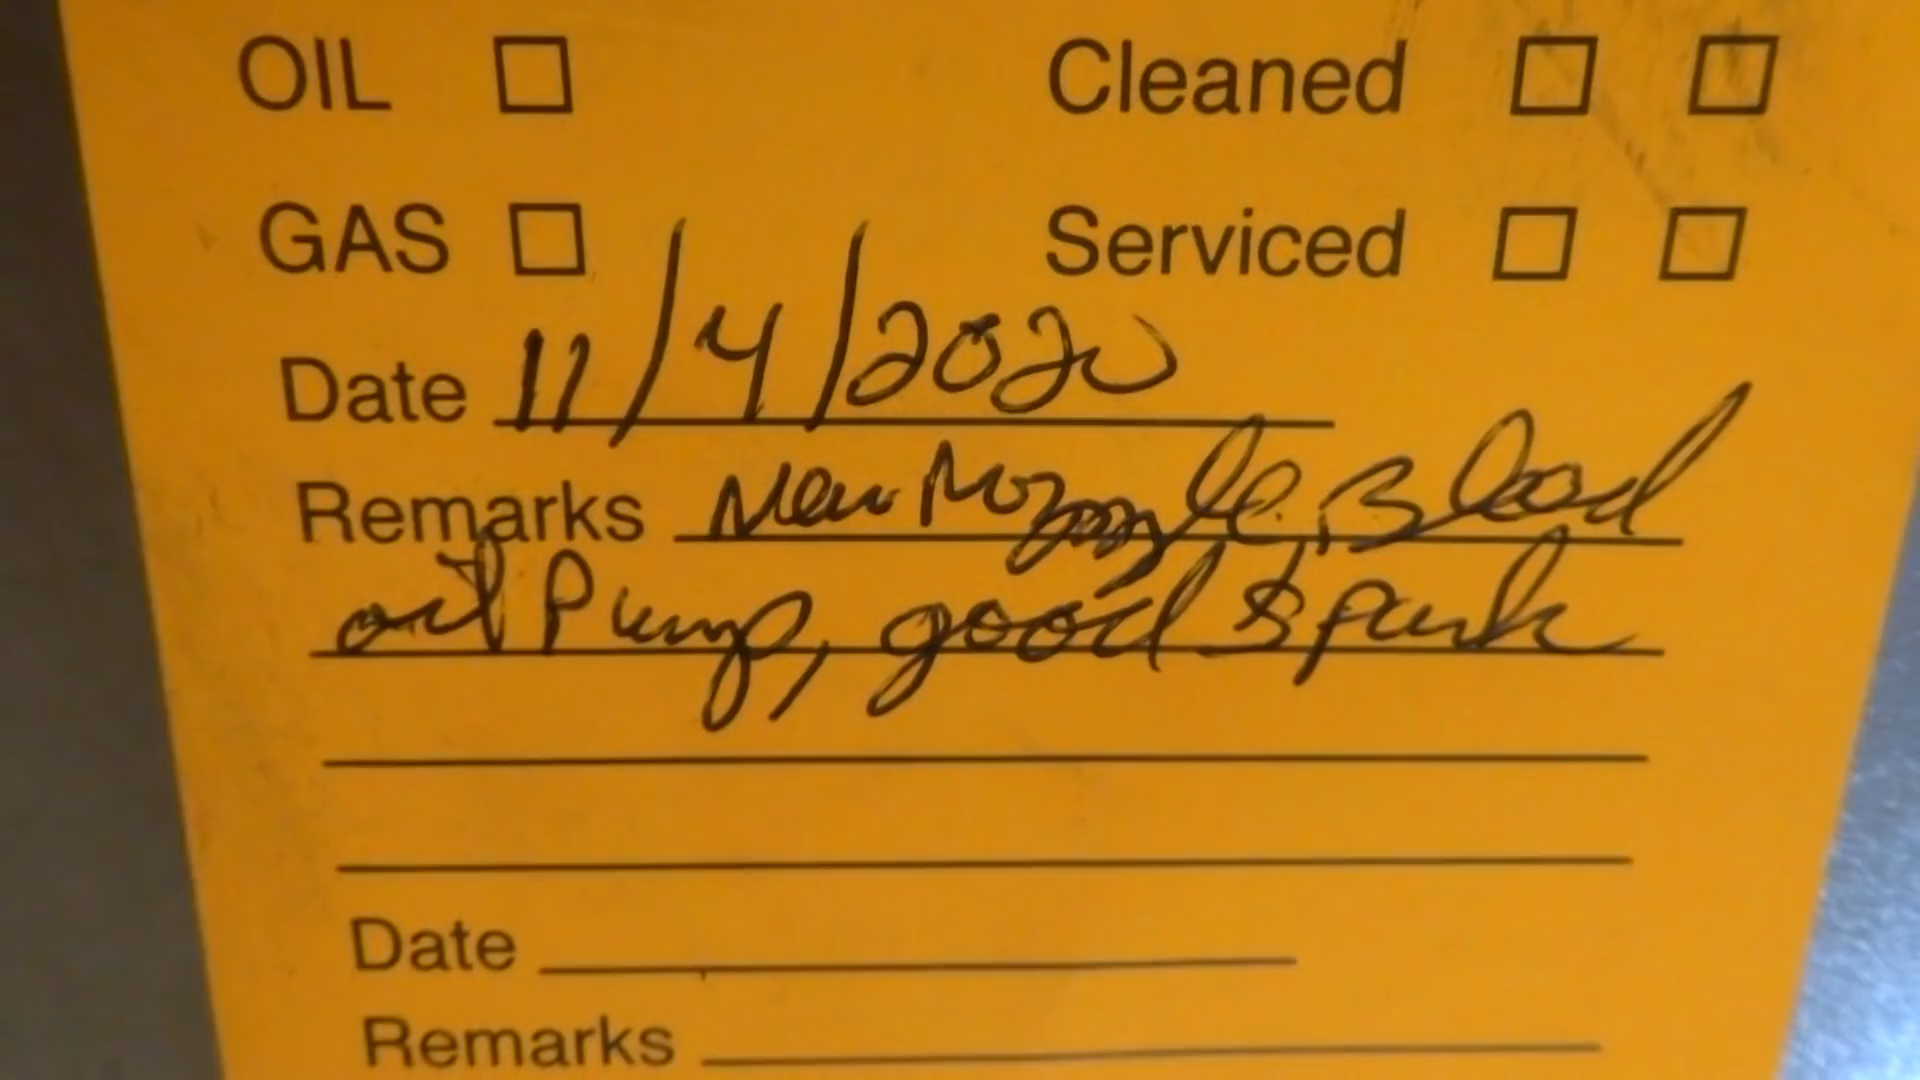 OIL ☐ Cleaned ☐ ☐
GAS ☐ Serviced ☐ ☐
Date 11/4/2020
Remarks New Nozzle, Bleed
oil Pump, good spark
Date
Remarks